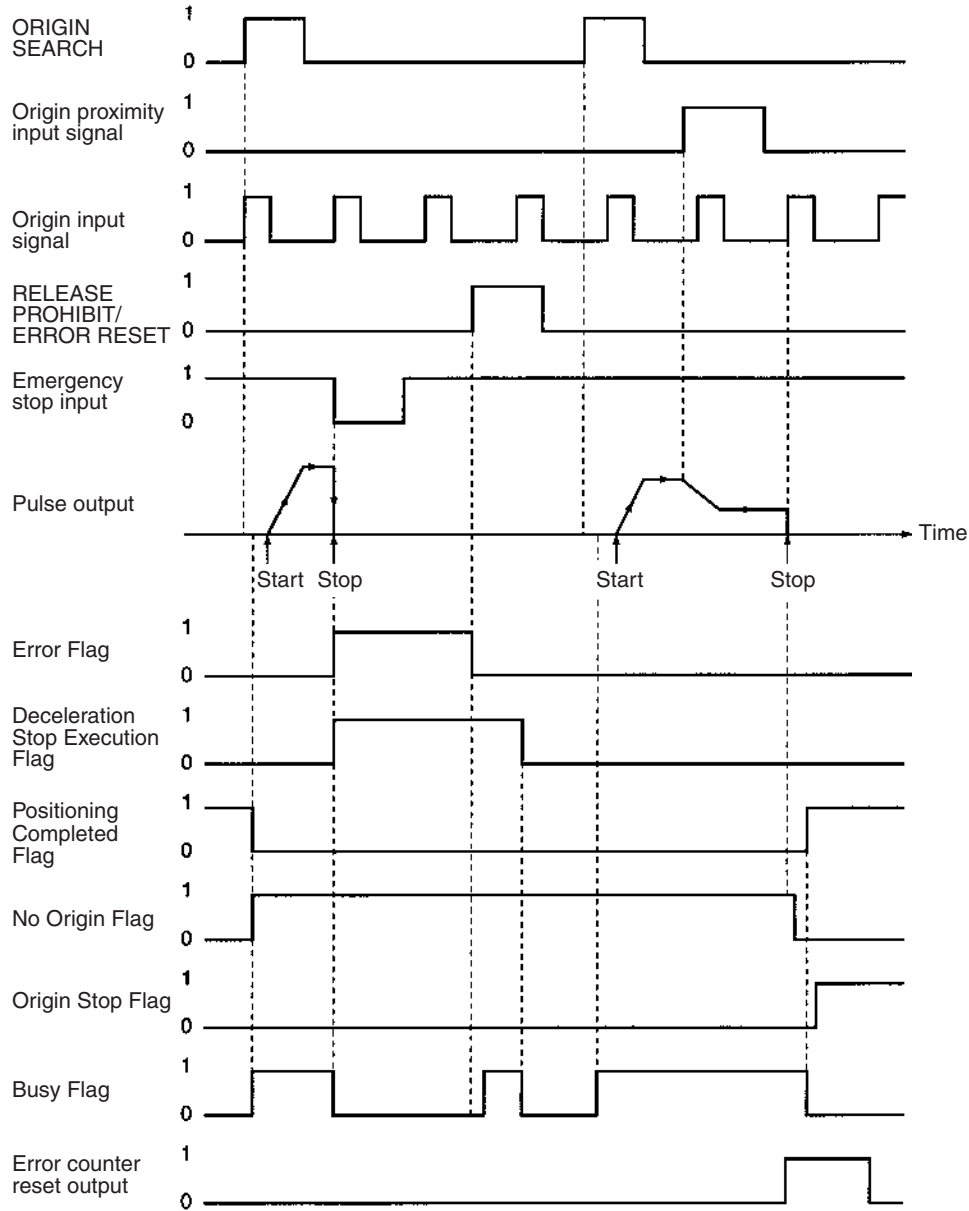 ORIGIN
SEARCH
1
0
Origin proximity
input signal
1
0
Origin input
signal
1
0
RELEASE
PROHIBIT/
ERROR RESET
1
0
Emergency
stop input
1
0
Pulse output
Time
Start Stop Start Stop
Error Flag
1
0
Deceleration
Stop Execution
Flag
1
0
Positioning
Completed
Flag
1
0
No Origin Flag
1
0
Origin Stop Flag
1
0
Busy Flag
1
0
Error counter
reset output
1
0